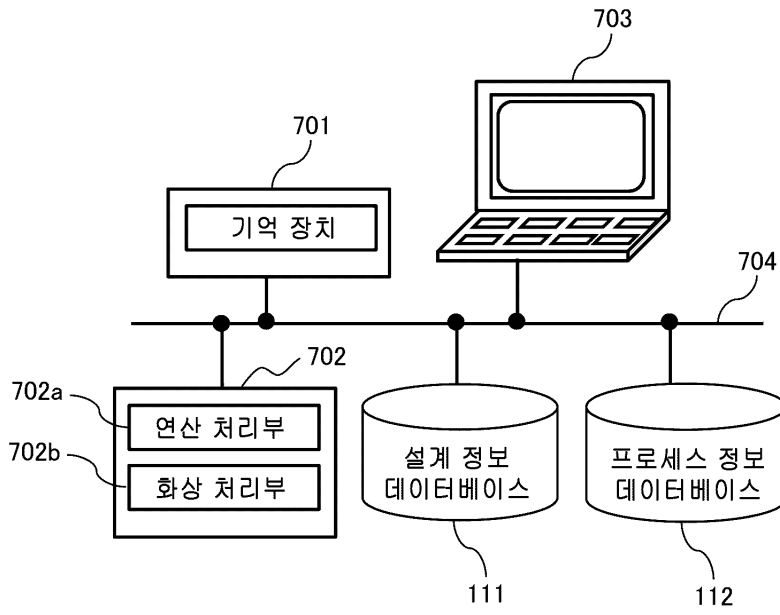 703
701
기억 장치
704
702
702a
연산 처리부
702b
화상 처리부
설계 정보
데이터베이스
프로세스 정보
데이터베이스
111
112